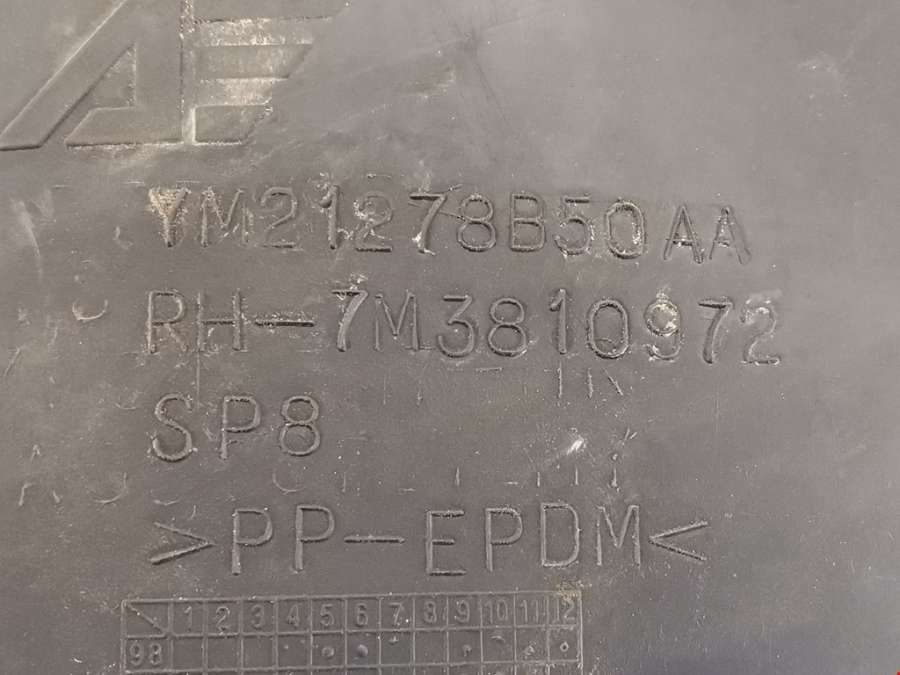 AE
YM21278B50AA
RH-7M3810972
SP8
>PP-EPDM<
1 2 3 4 5 6 7 8 9 10 11 12
98